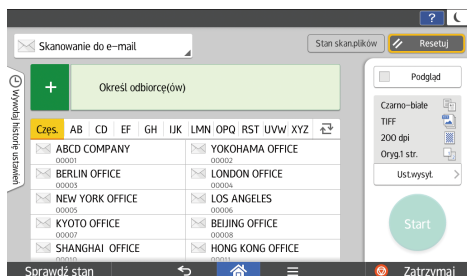 ?
Skanowanie do e-mail
Stan skan.plików
Resetuj
Wywołaj historię ustawień
+
Określ odbiorcę(ów)
Podgląd
Częs. AB CD EF GH IJK LMN OPQ RST UVW XYZ
Czarno-białe
TIFF
200 dpi
Oryg.1 str.
ABCD COMPANY
00001
YOKOHAMA OFFICE
00002
BERLIN OFFICE
00003
LONDON OFFICE
00004
NEW YORK OFFICE
00005
LOS ANGELES
00006
KYOTO OFFICE
00007
BEIJING OFFICE
00008
SHANGHAI OFFICE
00010
HONG KONG OFFICE
00011
Ust.wysył.
Start
Sprawdź stan
Zatrzymaj